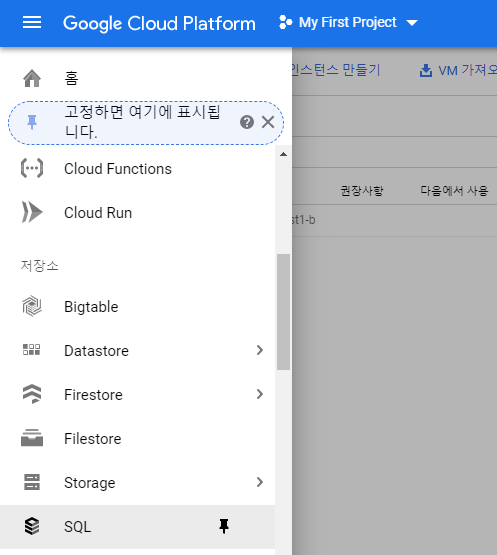 Google Cloud Platform
My First Project
홈
인스턴스 만들기
VM 가져오
고정하면 여기에 표시됩
니다.
Cloud Functions
권장사항
다음에서 사용
Cloud Run
st1-b
저장소
Bigtable
Datastore
Firestore
Filestore
Storage
SQL